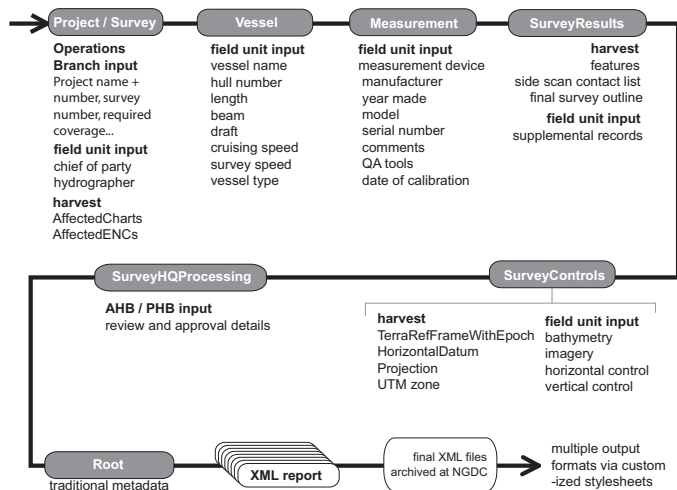 Project / Survey
Operations
Branch input
Project name +
number, survey
number, required
coverage...
field unit input
chief of party
hydrographer
harvest
AffectedCharts
AffectedENCs
Vessel
field unit input
vessel name
hull number
length
beam
draft
cruising speed
survey speed
vessel type
Measurement
field unit input
measurement device
manufacturer
year made
model
serial number
comments
QA tools
date of calibration
SurveyResults
harvest
features
side scan contact list
final survey outline
field unit input
supplemental records
SurveyHQProcessing
AHB / PHB input
review and approval details
SurveyControls
harvest
TerraRefFrameWithEpoch
HorizontalDatum
Projection
UTM zone
field unit input
bathymetry
imagery
horizontal control
vertical control
Root
traditional metadata
XML report
final XML files
archived at NGDC
multiple output
formats via custom
-ized stylesheets